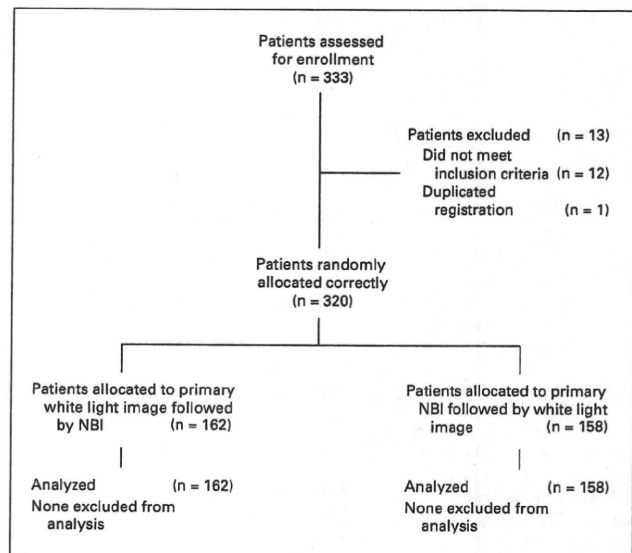 Patients assessed
for enrollment
(n = 333)
Patients excluded (n = 13)
Did not meet
inclusion criteria (n = 12)
Duplicated
registration (n = 1)
Patients randomly
allocated correctly
(n = 320)
Patients allocated to primary
white light image followed
by NBI (n = 162)
Analyzed (n = 162)
None excluded from
analysis
Patients allocated to primary
NBI followed by white light
image (n = 158)
Analyzed (n = 158)
None excluded from
analysis